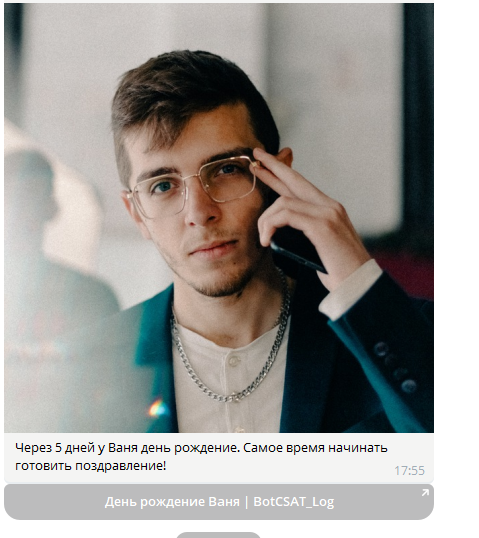 Через 5 дней у Ваня день рождение. Самое время начинать
готовить поздравление!
17:55
День рождение Ваня | BotCSAT_Log